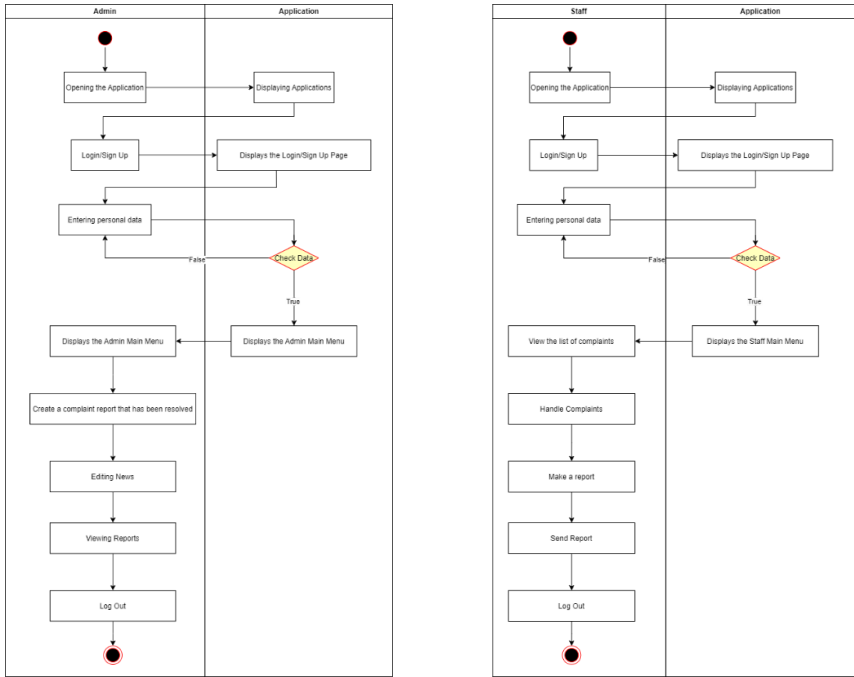 Admin
Application
Opening the Application
Displaying Applications
Login/Sign Up
Displays the Login/Sign Up Page
Entering personal data
Check Data
False
True
Displays the Admin Main Menu
Displays the Admin Main Menu
Create a complaint report that has been resolved
Editing News
Viewing Reports
Log Out
Staff
Application
Opening the Application
Displaying Applications
Login/Sign Up
Displays the Login/Sign Up Page
Entering personal data
Check Data
False
True
View the list of complaints
Displays the Staff Main Menu
Handle Complaints
Make a report
Send Report
Log Out